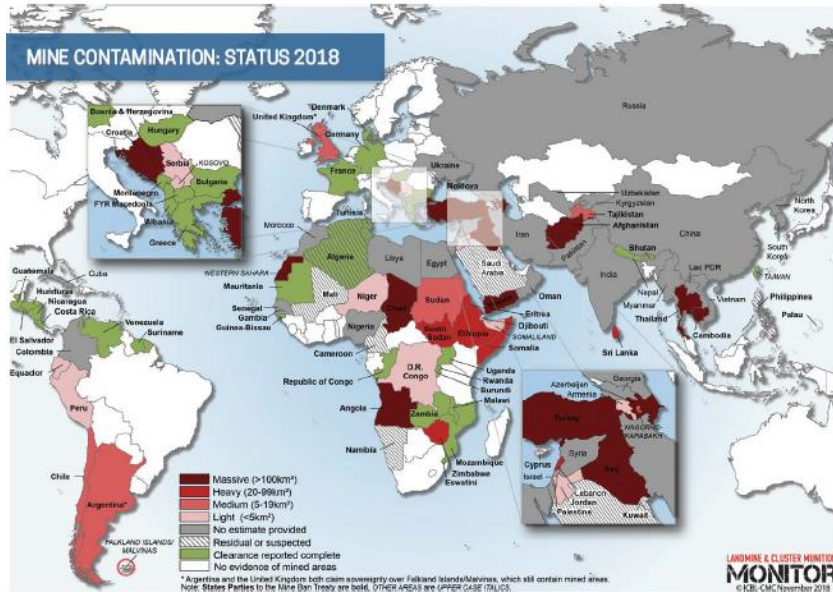 MINE CONTAMINATION: STATUS 2018
Bosnia & Herzegovina
Croatia
Hungary
Serbia
KOSOVO
Bulgaria
Montenegro
FYR Macedonia
Albania
Greece
Denmark
United Kingdom*
Germany
France
Ukraine
Moldova
Russia
Tunisia
Morocco
WESTERN SAHARA
Algeria
Libya
Egypt
Saudi
Arabia
Iran
Uzbekistan
Kyrgyzstan
Tajikistan
Afghanistan
Pakistan
China
North
Korea
South
Korea
TAIWAN
Bhutan
India
Nepal
Myanmar
Lao PDR
Vietnam
Thailand
Cambodia
Philippines
Palau
Sri Lanka
Guatemala
Cuba
Honduras
Nicaragua
Costa Rica
El Salvador
Colombia
Venezuela
Suriname
Equador
Peru
Chile
Argentina*
FALKLAND ISLANDS/
MALVINAS
Mauritania
Mali
Niger
Chad
Sudan
Senegal
Gambia
Guinea-Bissau
Nigeria
Cameroon
South
Sudan
Ethiopia
Oman
Eritrea
Djibouti
SOMALILAND
Somalia
Republic of Congo
D.R.
Congo
Uganda
Rwanda
Burundi
Malawi
Angola
Zambia
Namibia
Mozambique
Zimbabwe
Eswatini
Georgia
Azerbaijan
Armenia
Turkey
NAGORNO-
KARABAKH
Syria
Iraq
Cyprus
Israel
Lebanon
Jordan
Palestine
Kuwait
Massive (>100km²)
Heavy (20-99km²)
Medium (5-19km²)
Light (<5km²)
No estimate provided
Residual or suspected
Clearance reported complete
No evidence of mined areas
* Argentina and the United Kingdom both claim sovereignty over Falkland Islands/Malvinas, which still contain mined areas.
Note: States Parties to the Mine Ban Treaty are bold, OTHER AREAS are UPPER CASE ITALICS.
LANDMINE & CLUSTER MUNITION
MONITOR
© ICBL-CMC November 2018